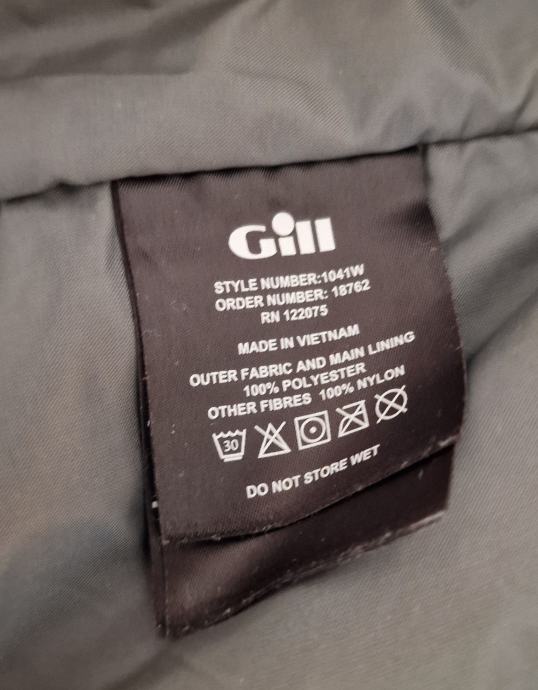 Gill
STYLE NUMBER:1041W
ORDER NUMBER: 18762
RN 122075
MADE IN VIETNAM
OUTER FABRIC AND MAIN LINING
100% POLYESTER
OTHER FIBRES 100% NYLON
30
DO NOT STORE WET